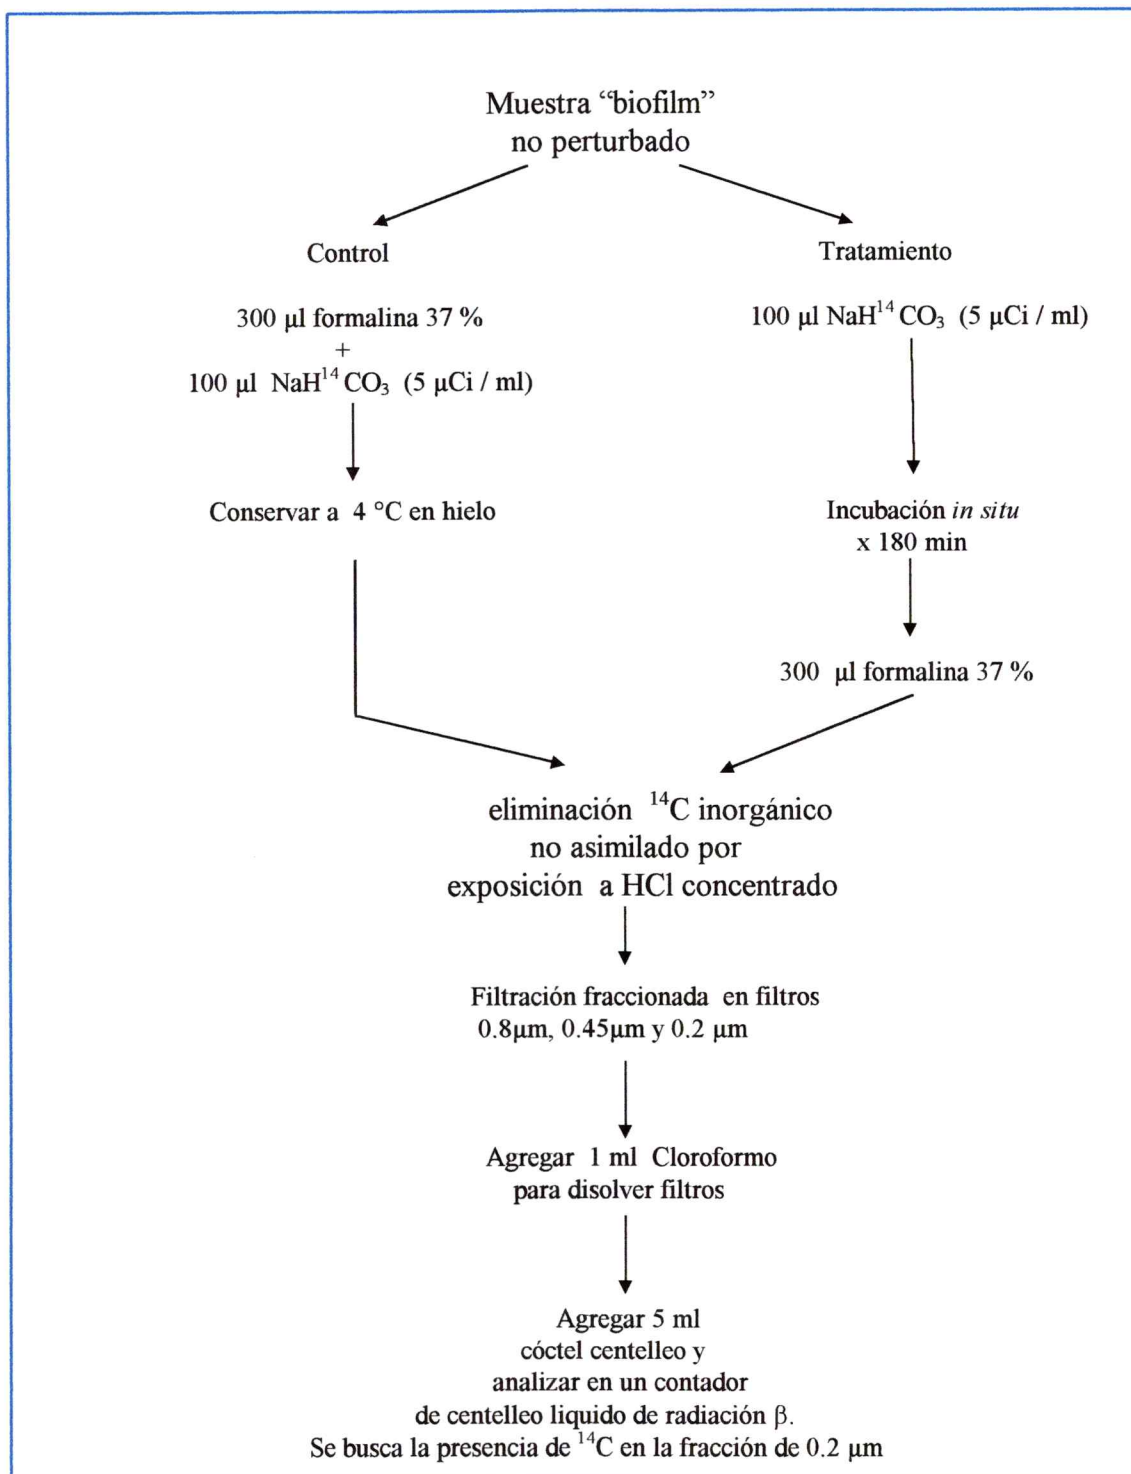 Muestra “biofilm”
no perturbado
Control
300 µl formalina 37 %
+
100 µl NaH¹⁴CO₃ (5 µCi / ml)
Conservar a 4 °C en hielo
Tratamiento
100 µl NaH¹⁴CO₃ (5 µCi / ml)
Incubación in situ
x 180 min
300 µl formalina 37 %
eliminación ¹⁴C inorgánico
no asimilado por
exposición a HCl concentrado
Filtración fraccionada en filtros
0.8µm, 0.45µm y 0.2 µm
Agregar 1 ml Cloroformo
para disolver filtros
Agregar 5 ml
cóctel centelleo y
analizar en un contador
de centelleo liquido de radiación β.
Se busca la presencia de ¹⁴C en la fracción de 0.2 µm